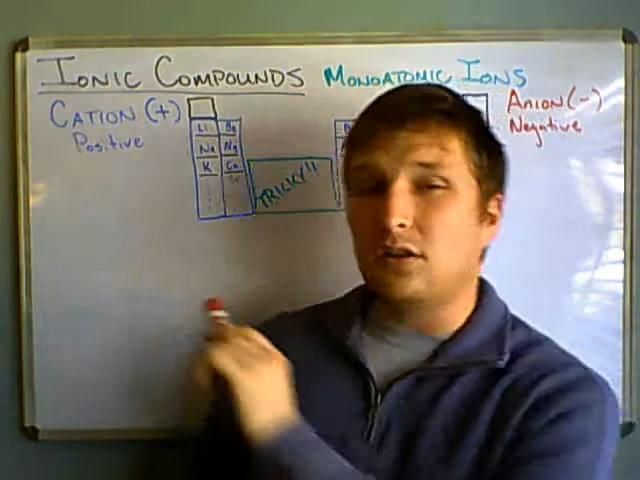 IONIC COMPOUNDS MONOATOMIC IONS
CATION (+)
Positive
ANION (-)
Negative
Li Be
Na Mg
K Ca
TRICKY!!